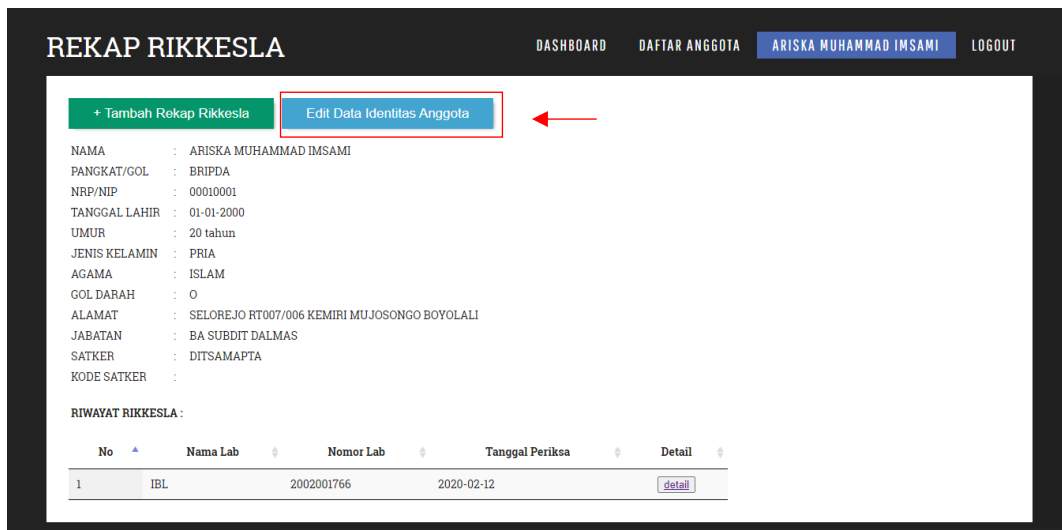 REKAP RIKKESLA DASHBOARD DAFTAR ANGGOTA ARISKA MUHAMMAD IMSAMI LOGOUT
+ Tambah Rekap Rikkesla Edit Data Identitas Anggota
NAMA : ARISKA MUHAMMAD IMSAMI
PANGKAT/GOL : BRIPDA
NRP/NIP : 00010001
TANGGAL LAHIR : 01-01-2000
UMUR : 20 tahun
JENIS KELAMIN : PRIA
AGAMA : ISLAM
GOL DARAH : O
ALAMAT : SELOREJO RT007/006 KEMIRI MUJOSONGO BOYOLALI
JABATAN : BA SUBDIT DALMAS
SATKER : DITSAMAPTA
KODE SATKER :
RIWAYAT RIKKESLA :
No Nama Lab Nomor Lab Tanggal Periksa Detail
1 IBL 2002001766 2020-02-12 detail